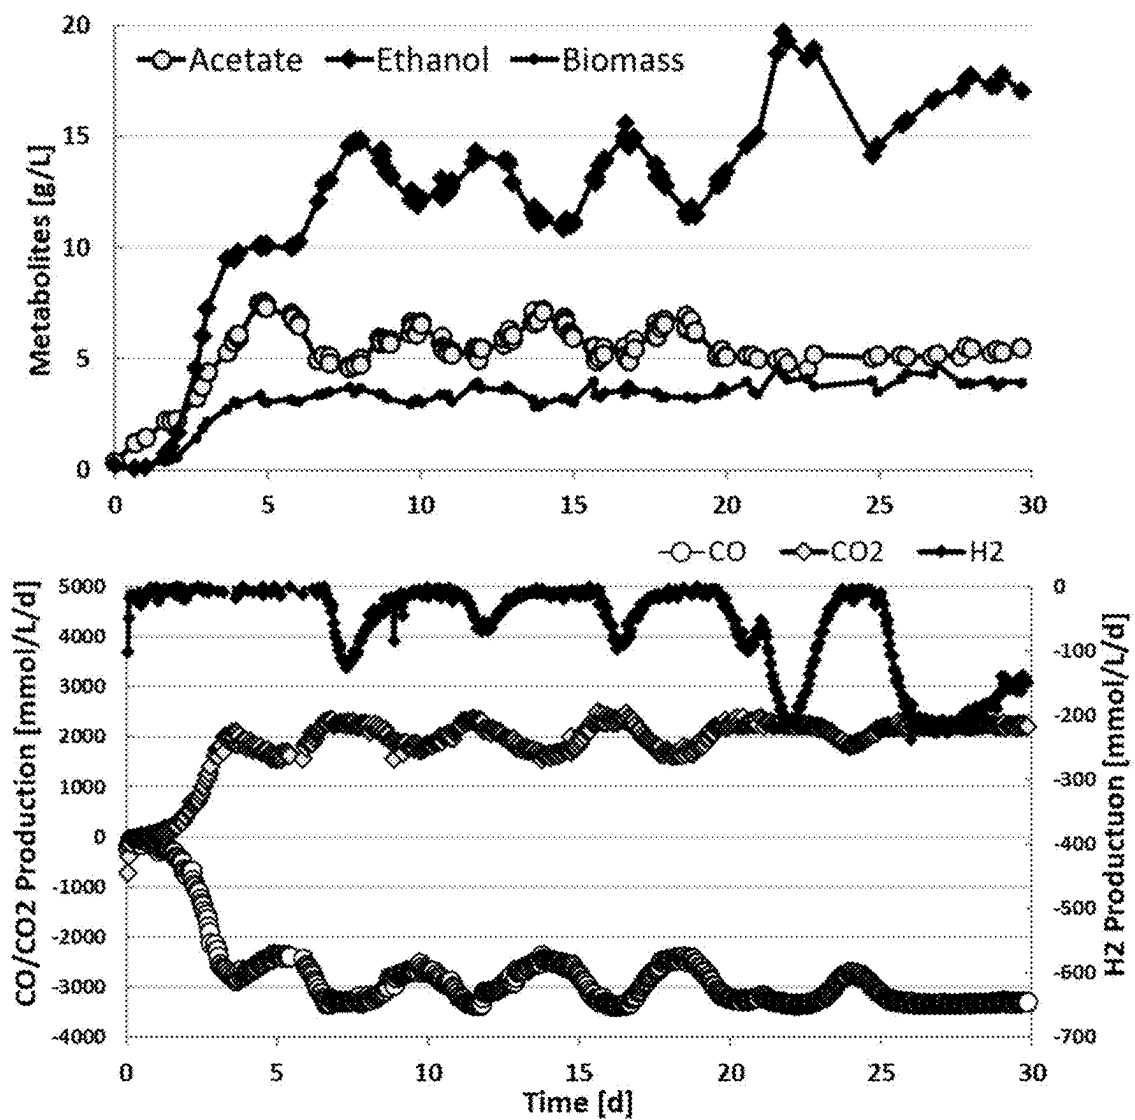 20
Acetate Ethanol Biomass
15
10
5
0
Metabolites [g/L]
0 5 10 15 20 25 30
CO CO2 H2
5000
4000
3000
2000
1000
0
-1000
-2000
-3000
-4000
CO/CO2 Production [mmol/L/d]
0
-100
-200
-300
-400
-500
-600
-700
H2 Productuon [mmol/L/d]
0 5 10 15 20 25 30
Time [d]